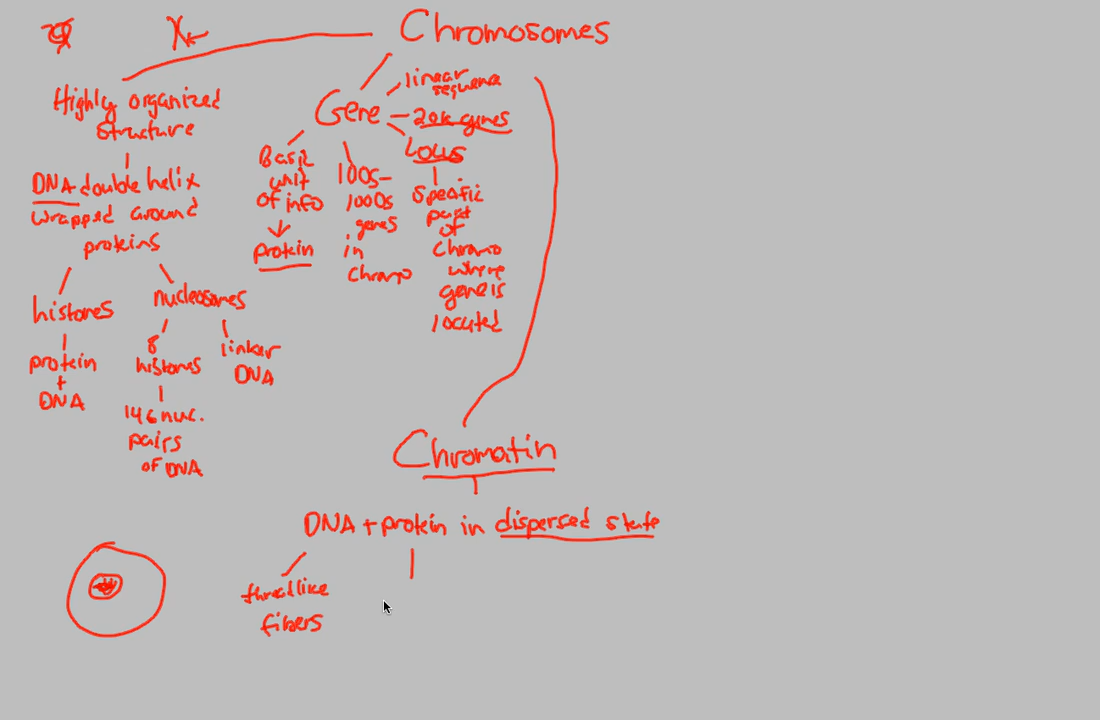 Chromosomes
Highly organized
structure
DNA double helix
wrapped around
proteins
histones
protein
+
DNA
nucleosomes
8
histones
146 nuc.
pairs
of DNA
linker
DNA
Gene
linear
sequence
20k genes
Locus
Specific
part
of
Chromo
where
gene is
located
Basic
unit
of info
protein
100s-
1000s
genes
in
chromo
Chromatin
DNA + protein in dispersed state
thredlike
fibers